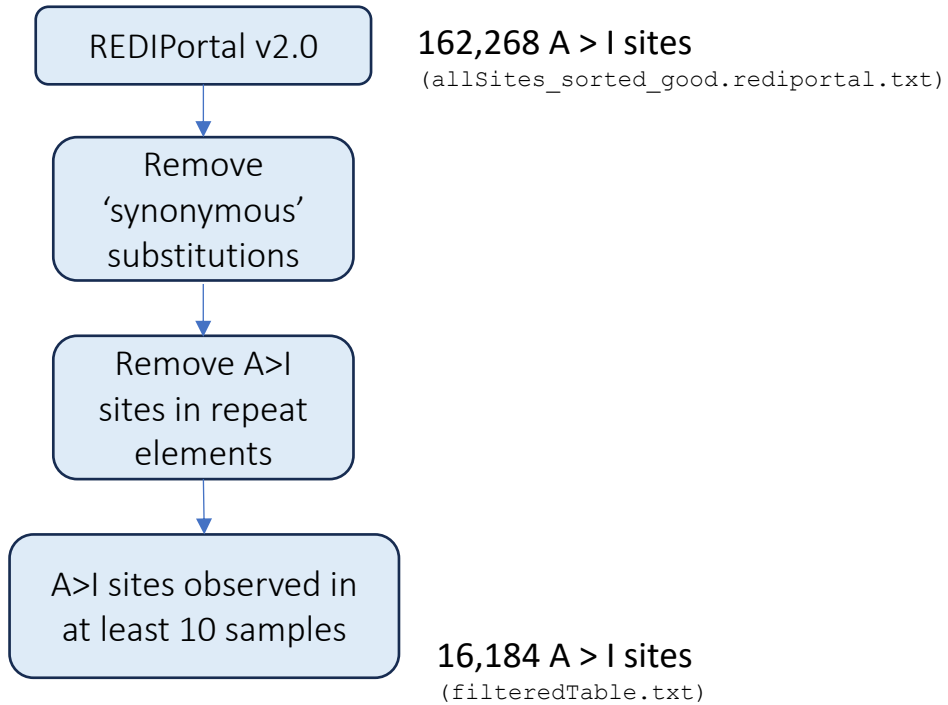 REDIPortal v2.0
162,268 A > I sites
(allSites_sorted_good.rediportal.txt)
Remove
‘synonymous’
substitutions
Remove A>I
sites in repeat
elements
A>I sites observed in
at least 10 samples
16,184 A > I sites
(filteredTable.txt)